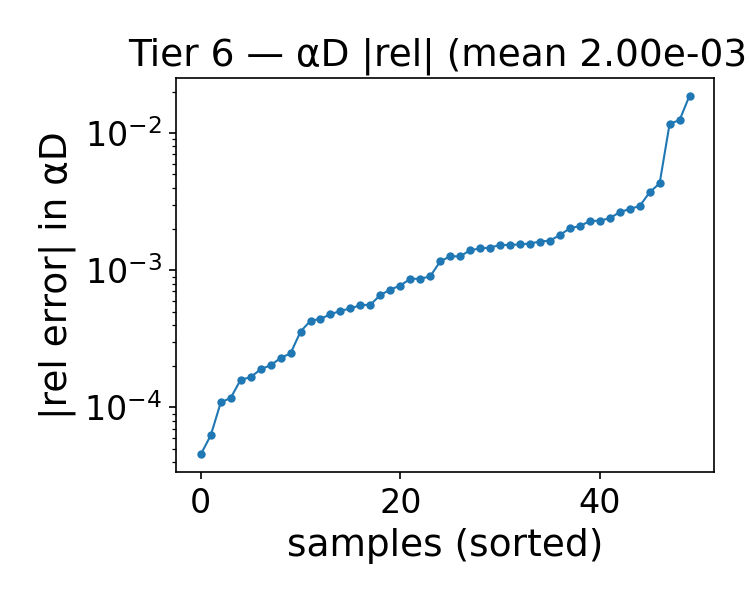 Tier 6 — αD |rel| (mean 2.00e-03
|rel error| in αD
10⁻²
10⁻³
10⁻⁴
0 20 40
samples (sorted)